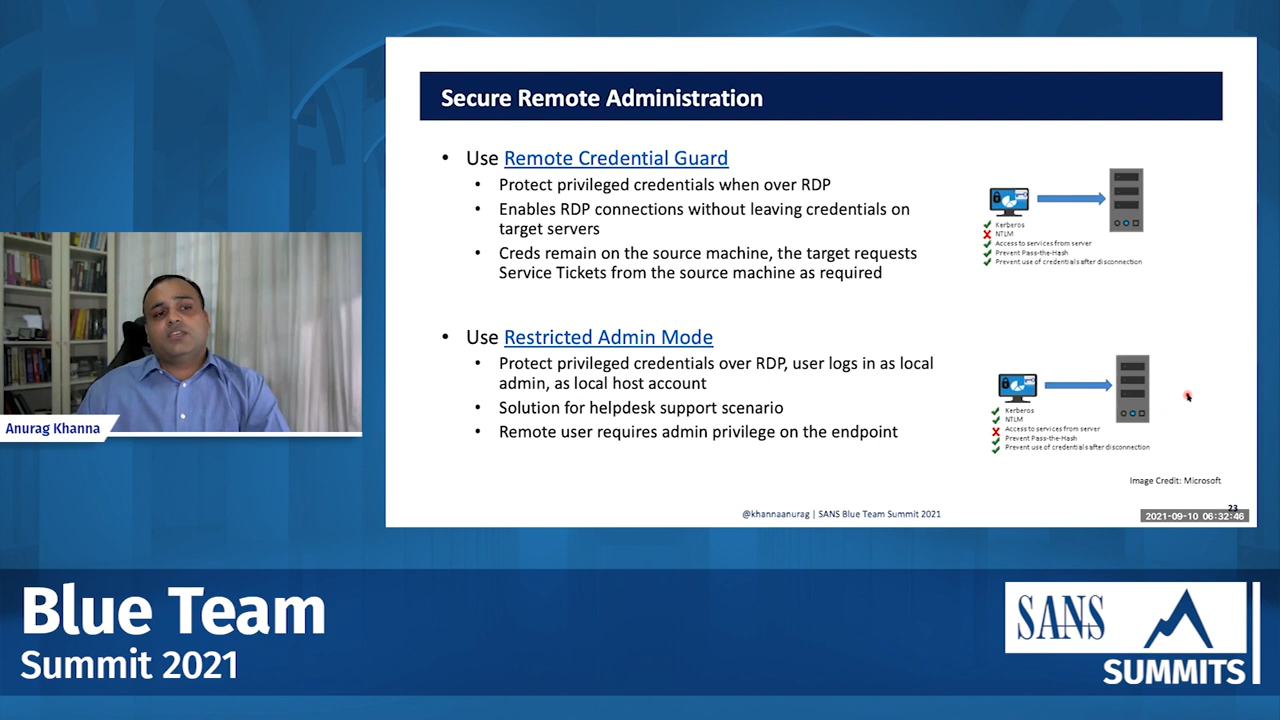 Secure Remote Administration
• Use Remote Credential Guard
• Protect privileged credentials when over RDP
• Enables RDP connections without leaving credentials on
target servers
• Creds remain on the source machine, the target requests
Service Tickets from the source machine as required
Kerberos
NTLM
Access to services from server
Prevent Pass-the-Hash
Prevent use of credentials after disconnection
• Use Restricted Admin Mode
• Protect privileged credentials over RDP, user logs in as local
admin, as local host account
• Solution for helpdesk support scenario
• Remote user requires admin privilege on the endpoint
Kerberos
NTLM
Access to services from server
Prevent Pass-the-Hash
Prevent use of credentials after disconnection
Image Credit: Microsoft
@khannaanurag | SANS Blue Team Summit 2021
23
2021-09-10 06:32:46
Anurag Khanna
Blue Team
Summit 2021
SANS
SUMMITS